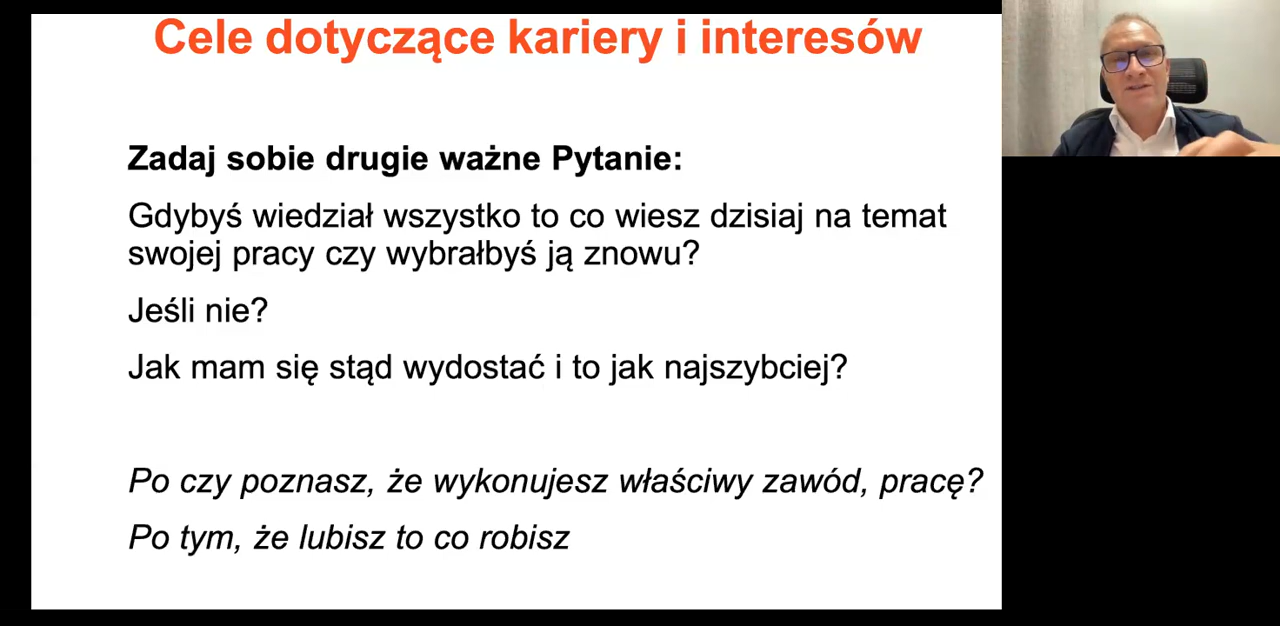 Cele dotyczące kariery i interesów
Zadaj sobie drugie ważne Pytanie:
Gdybyś wiedział wszystko to co wiesz dzisiaj na temat
swojej pracy czy wybrałbyś ją znowu?
Jeśli nie?
Jak mam się stąd wydostać i to jak najszybciej?
Po czy poznasz, że wykonujesz właściwy zawód, pracę?
Po tym, że lubisz to co robisz